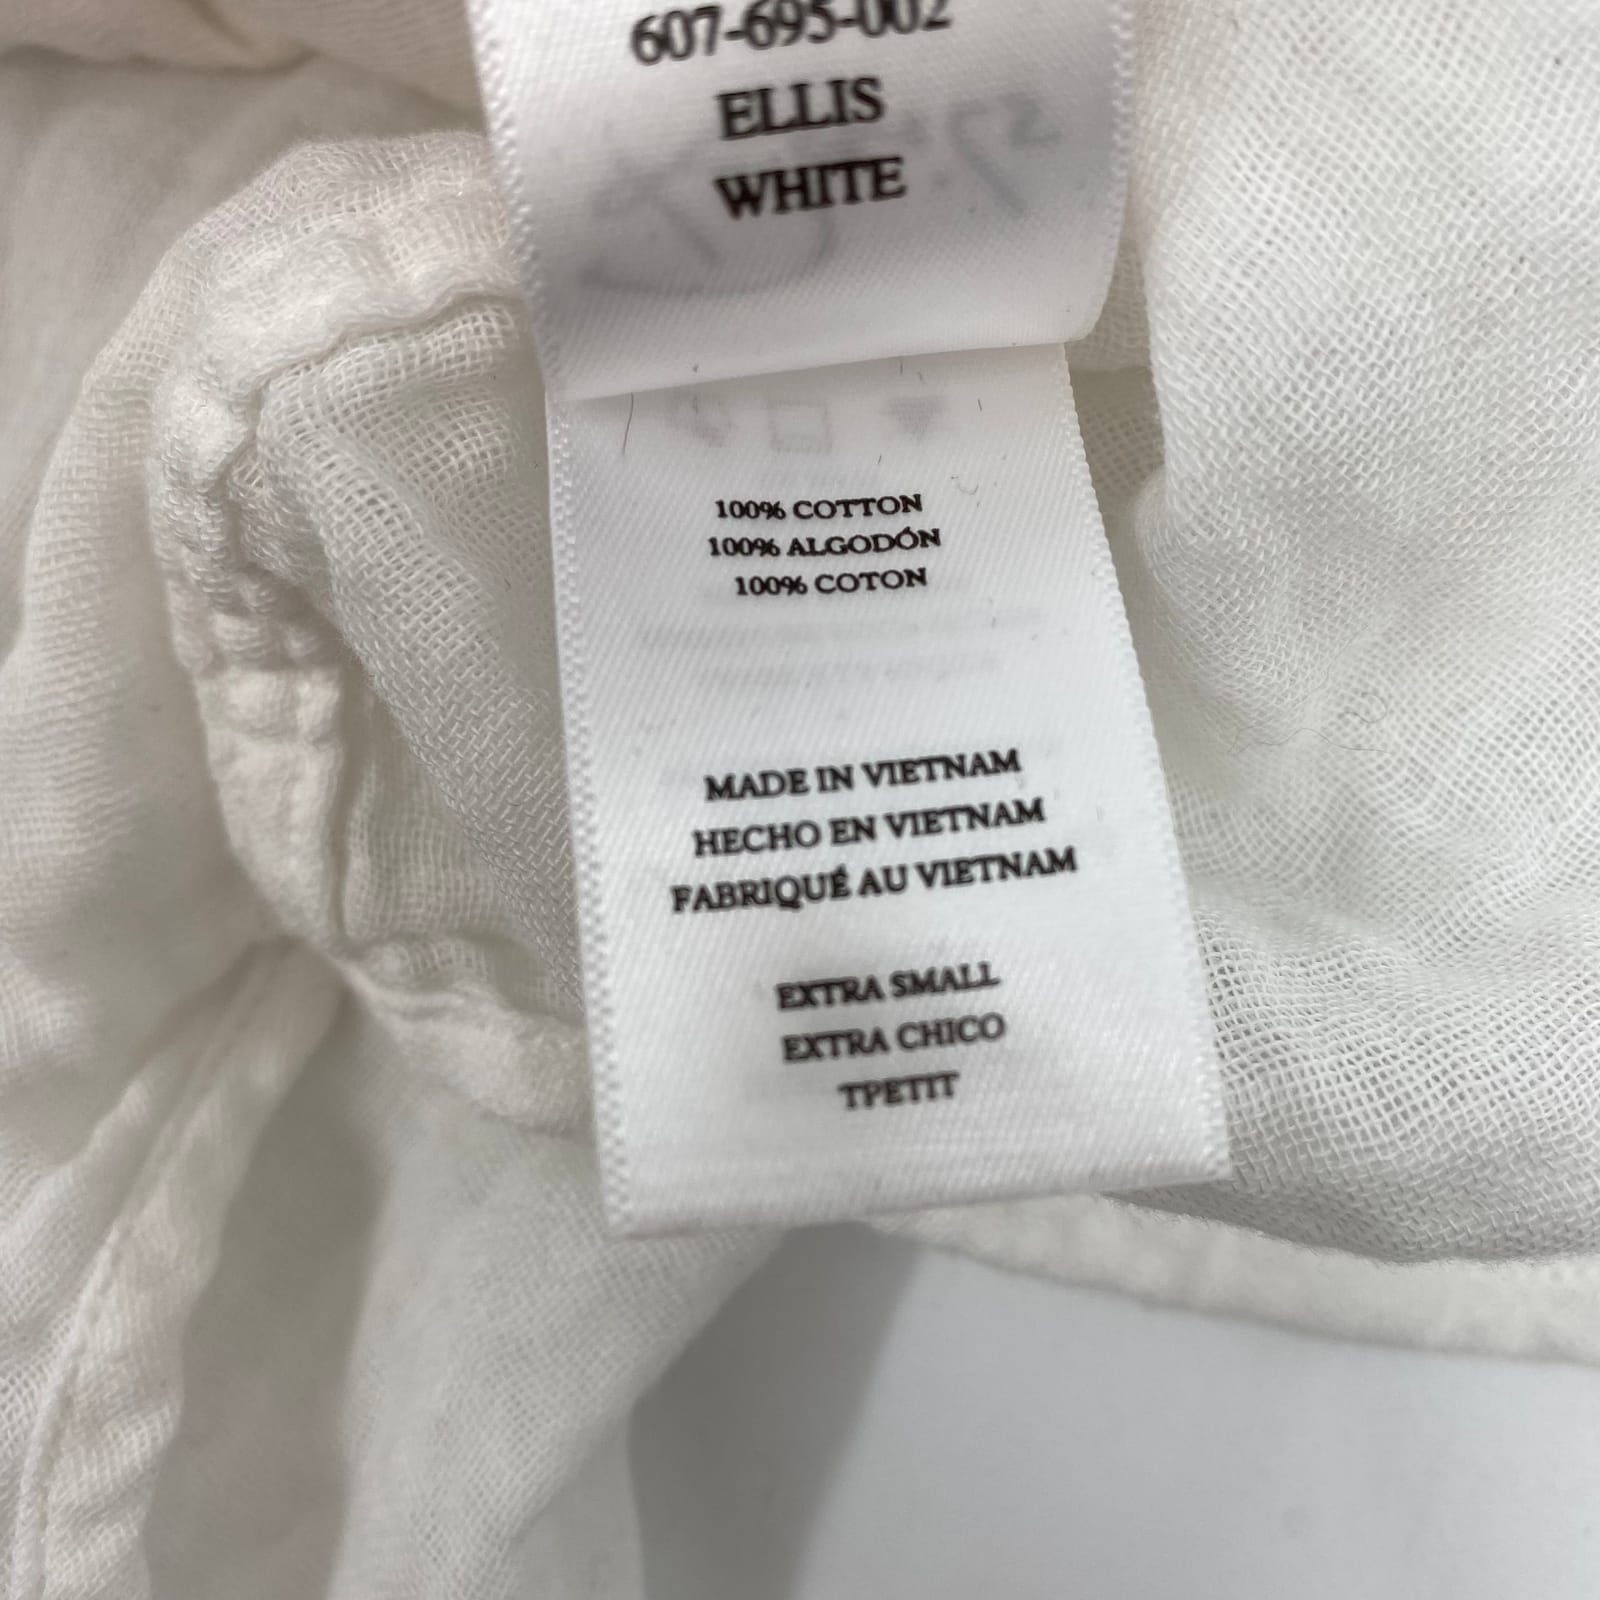 607-695-002
ELLIS
WHITE
100% COTTON
100% ALGODÓN
100% COTON
MADE IN VIETNAM
HECHO EN VIETNAM
FABRIQUÉ AU VIETNAM
EXTRA SMALL
EXTRA CHICO
TPETIT